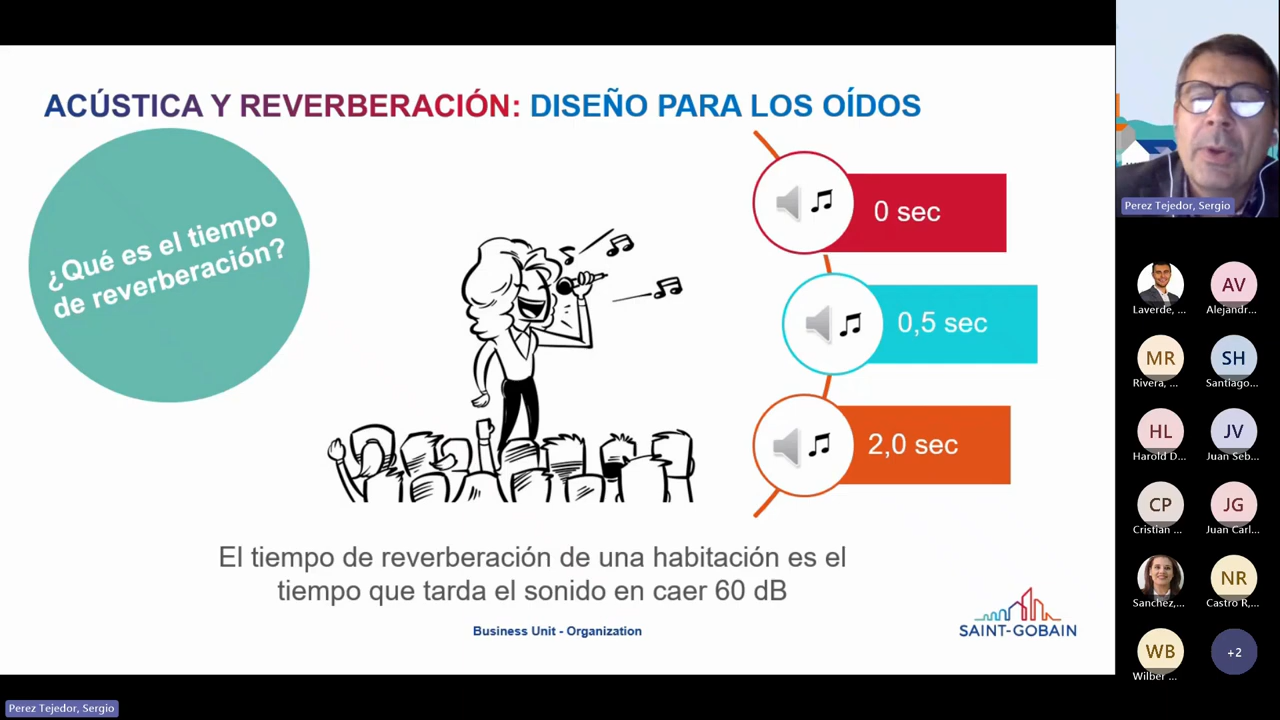 ACÚSTICA Y REVERBERACIÓN: DISEÑO PARA LOS OÍDOS
¿Qué es el tiempo
de reverberación?
0 sec
0,5 sec
2,0 sec
El tiempo de reverberación de una habitación es el
tiempo que tarda el sonido en caer 60 dB
Business Unit - Organization
SAINT-GOBAIN
Perez Tejedor, Sergio
Laverde, ...
AV
Alejandr...
MR
Rivera, ...
SH
Santiago...
HL
Harold D...
JV
Juan Seb...
CP
Cristian ...
JG
Juan Carl...
Sanchez,...
NR
Castro R,...
WB
Wilber ...
+2
Perez Tejedor, Sergio